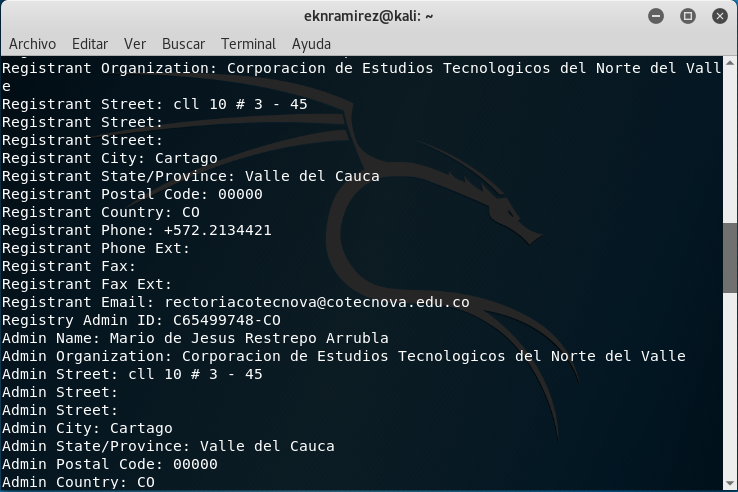 eknramirez@kali: ~
Archivo Editar Ver Buscar Terminal Ayuda
Registrant Organization: Corporacion de Estudios Tecnologicos del Norte del Vall
e
Registrant Street: cll 10 # 3 - 45
Registrant Street:
Registrant Street:
Registrant City: Cartago
Registrant State/Province: Valle del Cauca
Registrant Postal Code: 00000
Registrant Country: CO
Registrant Phone: +572.2134421
Registrant Phone Ext:
Registrant Fax:
Registrant Fax Ext:
Registrant Email: rectoriacotecnova@cotecnova.edu.co
Registry Admin ID: C65499748-CO
Admin Name: Mario de Jesus Restrepo Arrubla
Admin Organization: Corporacion de Estudios Tecnologicos del Norte del Valle
Admin Street: cll 10 # 3 - 45
Admin Street:
Admin Street:
Admin City: Cartago
Admin State/Province: Valle del Cauca
Admin Postal Code: 00000
Admin Country: CO